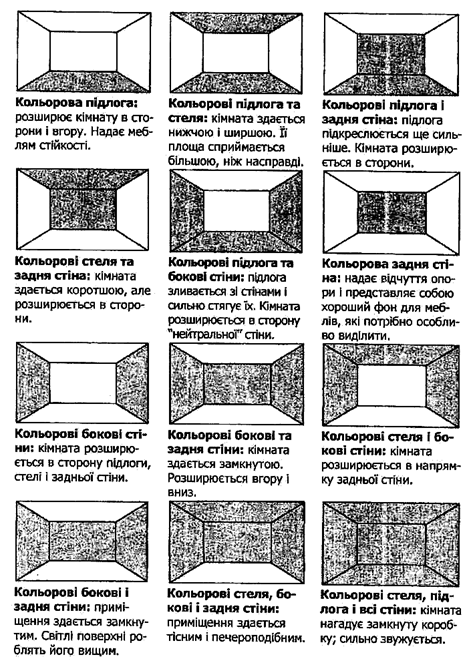 Кольорова підлога:
розширює кімнату в сто-
рони і вгору. Надає меб-
лям стійкості.
Кольорові підлога та
стеля: кімната здається
нижчою і ширшою. Її
площа сприймається
більшою, ніж насправді.
Кольорові підлога і
задня стіна: підлога
підкреслюється ще силь-
ніше. Кімната розширю-
ється в сторони.
Кольорові стеля та
задня стіна: кімната
здається коротшою, але
розширюється в сторо-
ни.
Кольорові підлога та
бокові стіни: підлога
зливається зі стінами і
сильно стягує їх. Кімната
розширюється в сторону
"нейтральної" стіни.
Кольорова задня сті-
на: надає відчуття опо-
ри і представляє собою
хороший фон для меб-
лів, які потрібно особли-
во виділити.
Кольорові бокові сті-
ни: кімната розширю-
ється в сторону підлоги,
стелі і задньої стіни.
Кольорові бокові та
задня стіни: кімната
здається замкнутою.
Розширюється вгору і
вниз.
Кольорові стеля і бо-
кові стіни: кімната
розширюється в напрям-
ку задньої стіни.
Кольорові бокові і
задня стіни: примі-
щення здається замкну-
тим. Світлі поверхні ро-
блять його вищим.
Кольорові стеля, бо-
кові і задня стіни:
приміщення здається
тісним і печероподібним.
Кольорові стеля, під-
лога і всі стіни: кімната
нагадує замкнуту короб-
ку; сильно звужується.